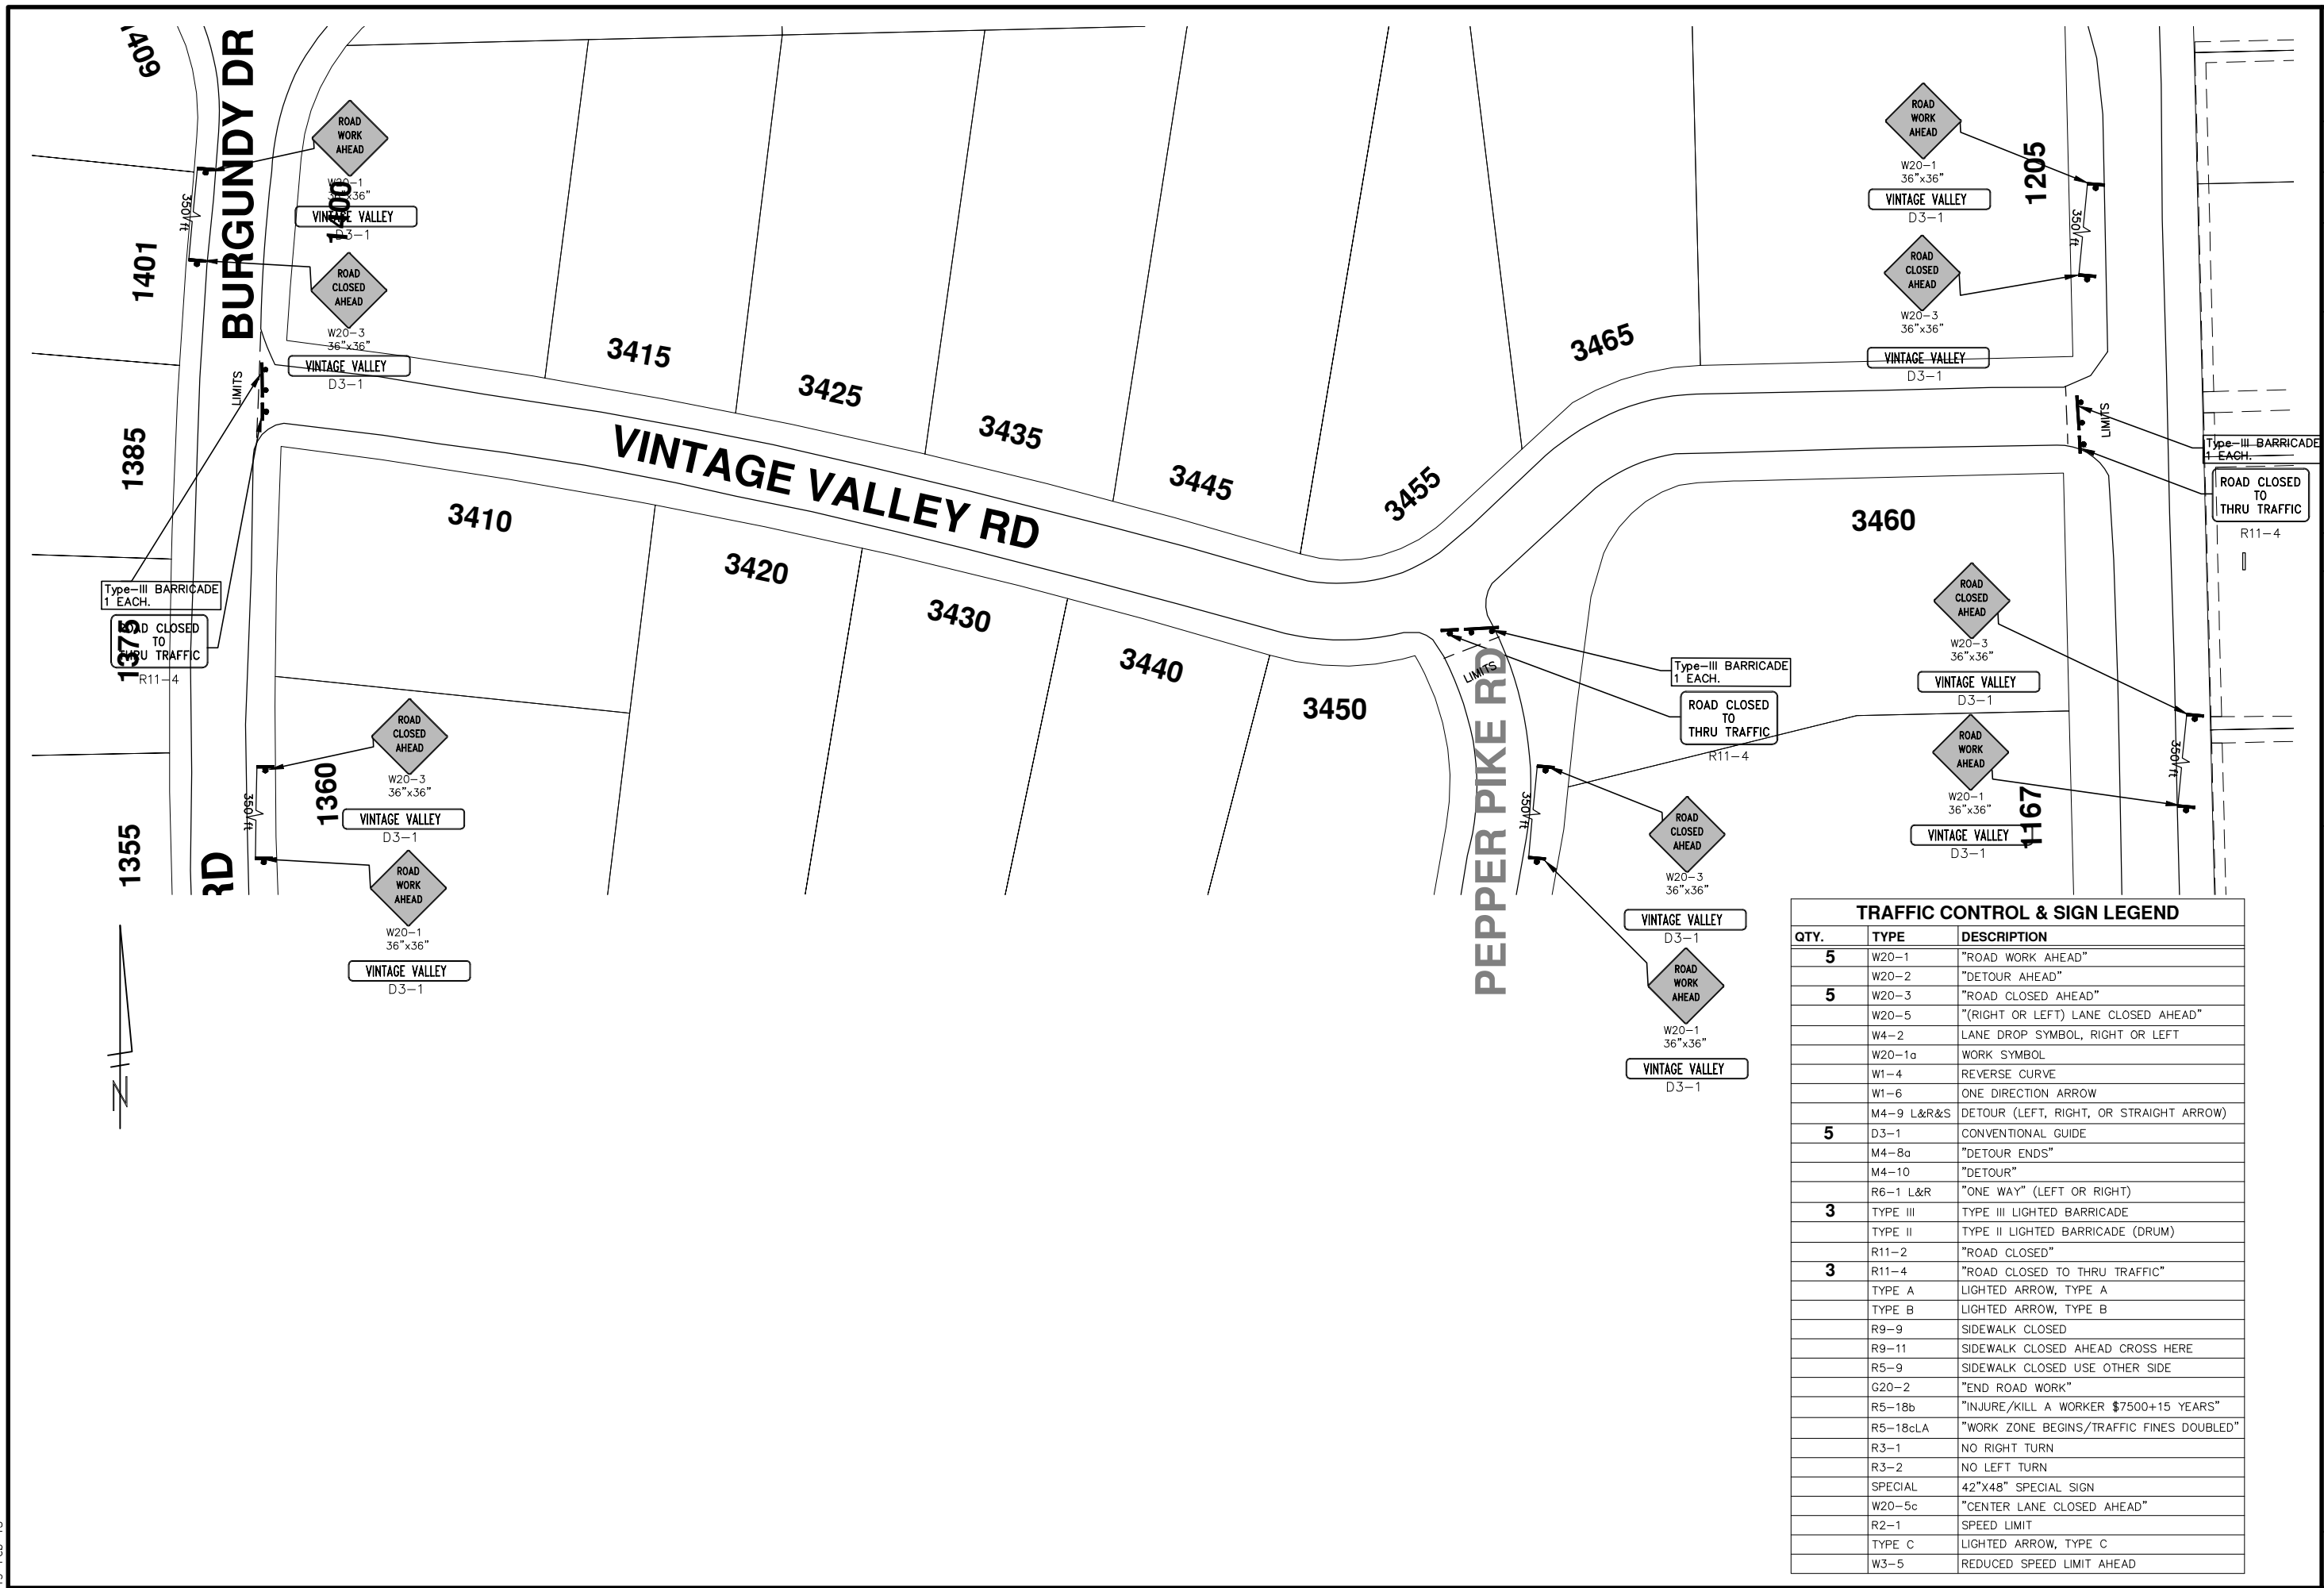 1409
BURGUNDY DR
ROAD
WORK
AHEAD
W20-1
36"x36"
1400
VINTAGE VALLEY
D3-1
350 ft
1401
ROAD
CLOSED
AHEAD
W20-3
36"x36"
VINTAGE VALLEY
D3-1
LIMITS
1385
Type-III BARRICADE
1 EACH.
1375
ROAD CLOSED
TO
THRU TRAFFIC
R11-4
3415
3425
3435
3445
3455
3465
VINTAGE VALLEY RD
3410
3420
3430
3440
3450
3460
ROAD
WORK
AHEAD
W20-1
36"x36"
VINTAGE VALLEY
D3-1
1205
350 ft
ROAD
CLOSED
AHEAD
W20-3
36"x36"
VINTAGE VALLEY
D3-1
LIMITS
Type-III BARRICADE
1 EACH.
ROAD CLOSED
TO
THRU TRAFFIC
R11-4
ROAD
CLOSED
AHEAD
W20-3
36"x36"
VINTAGE VALLEY
D3-1
350 ft
ROAD
WORK
AHEAD
W20-1
36"x36"
1167
VINTAGE VALLEY
D3-1
LIMITS
PEPPER PIKE RD
Type-III BARRICADE
1 EACH.
ROAD CLOSED
TO
THRU TRAFFIC
R11-4
350 ft
ROAD
CLOSED
AHEAD
W20-3
36"x36"
VINTAGE VALLEY
D3-1
ROAD
WORK
AHEAD
W20-1
36"x36"
VINTAGE VALLEY
D3-1
ROAD
CLOSED
AHEAD
W20-3
36"x36"
1360
350 ft
VINTAGE VALLEY
D3-1
1355
RD
ROAD
WORK
AHEAD
W20-1
36"x36"
VINTAGE VALLEY
D3-1
N
TRAFFIC CONTROL & SIGN LEGEND
QTY. TYPE DESCRIPTION
5 W20-1 "ROAD WORK AHEAD"
W20-2 "DETOUR AHEAD"
5 W20-3 "ROAD CLOSED AHEAD"
W20-5 "(RIGHT OR LEFT) LANE CLOSED AHEAD"
W4-2 LANE DROP SYMBOL, RIGHT OR LEFT
W20-1a WORK SYMBOL
W1-4 REVERSE CURVE
W1-6 ONE DIRECTION ARROW
M4-9 L&R&S DETOUR (LEFT, RIGHT, OR STRAIGHT ARROW)
5 D3-1 CONVENTIONAL GUIDE
M4-8a "DETOUR ENDS"
M4-10 "DETOUR"
R6-1 L&R "ONE WAY" (LEFT OR RIGHT)
3 TYPE III TYPE III LIGHTED BARRICADE
TYPE II TYPE II LIGHTED BARRICADE (DRUM)
R11-2 "ROAD CLOSED"
3 R11-4 "ROAD CLOSED TO THRU TRAFFIC"
TYPE A LIGHTED ARROW, TYPE A
TYPE B LIGHTED ARROW, TYPE B
R9-9 SIDEWALK CLOSED
R9-11 SIDEWALK CLOSED AHEAD CROSS HERE
R5-9 SIDEWALK CLOSED USE OTHER SIDE
G20-2 "END ROAD WORK"
R5-18b "INJURE/KILL A WORKER $7500+15 YEARS"
R5-18cLA "WORK ZONE BEGINS/TRAFFIC FINES DOUBLED"
R3-1 NO RIGHT TURN
R3-2 NO LEFT TURN
SPECIAL 42"X48" SPECIAL SIGN
W20-5c "CENTER LANE CLOSED AHEAD"
R2-1 SPEED LIMIT
TYPE C LIGHTED ARROW, TYPE C
W3-5 REDUCED SPEED LIMIT AHEAD